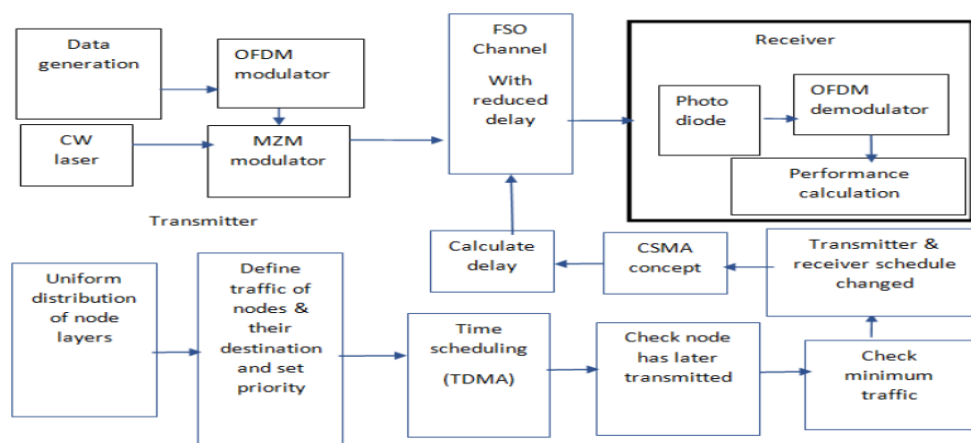 Data
generation
OFDM
modulator
CW
laser
MZM
modulator
Transmitter
FSO
Channel
With
reduced
delay
Receiver
Photo
diode
OFDM
demodulator
Performance
calculation
Uniform
distribution
of node
layers
Define
traffic of
nodes &
their
destination
and set
priority
Time
scheduling
(TDMA)
Check node
has later
transmitted
Check
minimum
traffic
Transmitter &
receiver schedule
changed
CSMA
concept
Calculate
delay